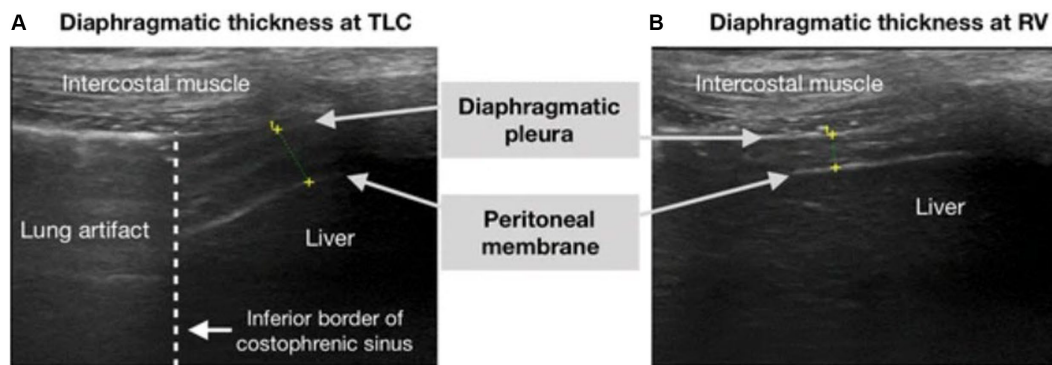 A Diaphragmatic thickness at TLC
Intercostal muscle
Lung artifact
Liver
Inferior border of
costophrenic sinus
Diaphragmatic
pleura
Peritoneal
membrane
B Diaphragmatic thickness at RV
Intercostal muscle
Liver